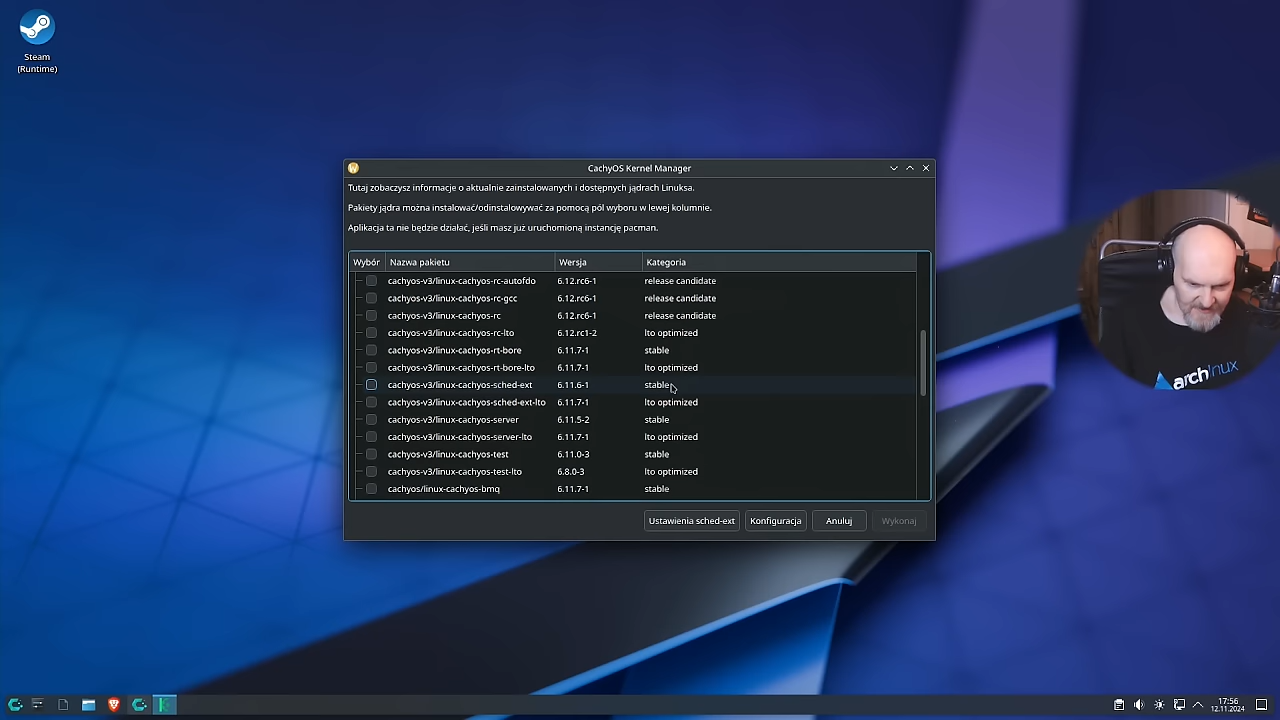 Steam
(Runtime)
CachyOS Kernel Manager
Tutaj zobaczysz informacje o aktualnie zainstalowanych i dostępnych jądrach Linuksa.
Pakiety jądra można instalować/odinstalowywać za pomocą pól wyboru w lewej kolumnie.
Aplikacja ta nie będzie działać, jeśli masz już uruchomioną instancję pacman.
Wybór Nazwa pakietu Wersja Kategoria
cachyos-v3/linux-cachyos-rc-autofdo 6.12.rc6-1 release candidate
cachyos-v3/linux-cachyos-rc-gcc 6.12.rc6-1 release candidate
cachyos-v3/linux-cachyos-rc 6.12.rc6-1 release candidate
cachyos-v3/linux-cachyos-rc-lto 6.12.rc1-2 lto optimized
cachyos-v3/linux-cachyos-rt-bore 6.11.7-1 stable
cachyos-v3/linux-cachyos-rt-bore-lto 6.11.7-1 lto optimized
cachyos-v3/linux-cachyos-sched-ext 6.11.6-1 stable
cachyos-v3/linux-cachyos-sched-ext-lto 6.11.7-1 lto optimized
cachyos-v3/linux-cachyos-server 6.11.5-2 stable
cachyos-v3/linux-cachyos-server-lto 6.11.7-1 lto optimized
cachyos-v3/linux-cachyos-test 6.11.0-3 stable
cachyos-v3/linux-cachyos-test-lto 6.8.0-3 lto optimized
cachyos/linux-cachyos-bmq 6.11.7-1 stable
Ustawienia sched-ext Konfiguracja Anuluj Wykonaj
arch linux
17:56
12.11.2024